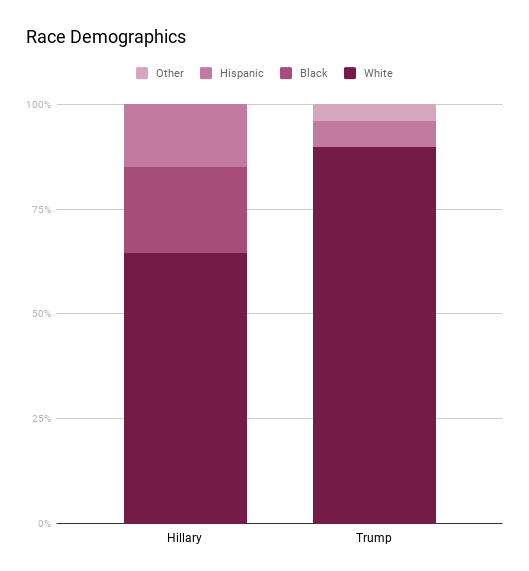 Race Demographics
Other Hispanic Black White
100%
75%
50%
25%
0%
Hillary Trump